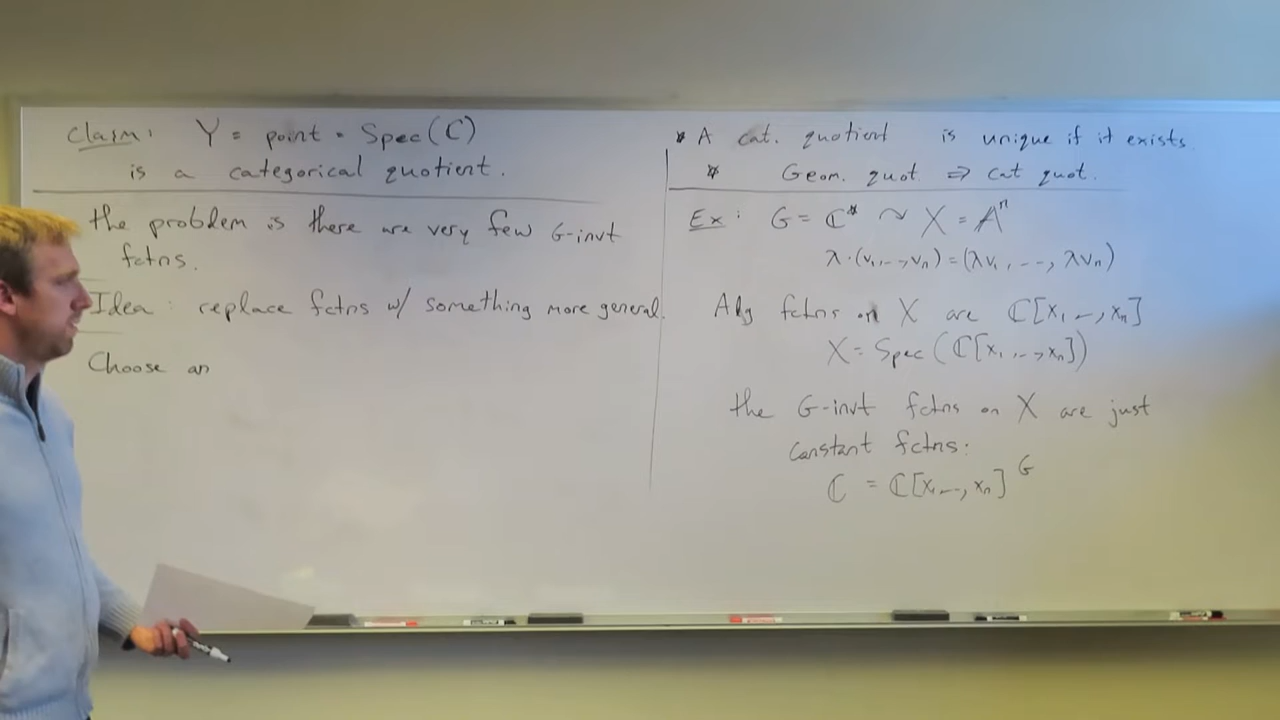 Claim: Y = point = Spec(ℂ)
is a categorical quotient.
the problem is there are very few G-invt
fctns.
Idea: replace fctns w/ something more general.
Choose an
* A cat. quotient is unique if it exists.
* Geom. quot. ⇒ cat quot.
Ex: G = ℂ* ~ X = 𝔸ⁿ
λ·(v₁,--,vₙ) = (λv₁,---, λvₙ)
Alg fctns on X are ℂ[x₁,--,xₙ]
X = Spec(ℂ[x₁,--,xₙ])
the G-invt fctns on X are just
constant fctns:
ℂ = ℂ[x₁,--,xₙ]ᴳ